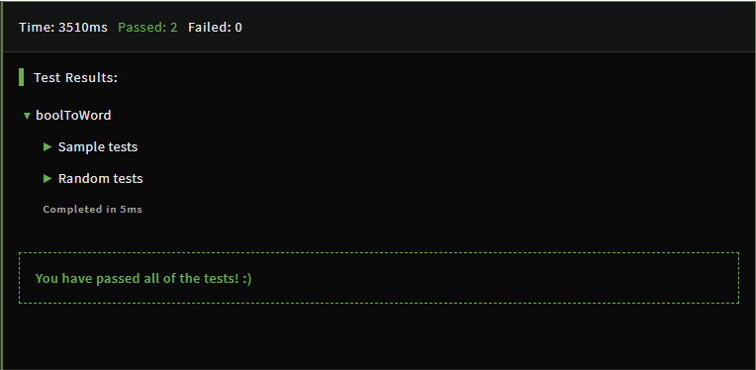 Time: 3510ms Passed: 2 Failed: 0
Test Results:
boolToWord
Sample tests
Random tests
Completed in 5ms
You have passed all of the tests! :)